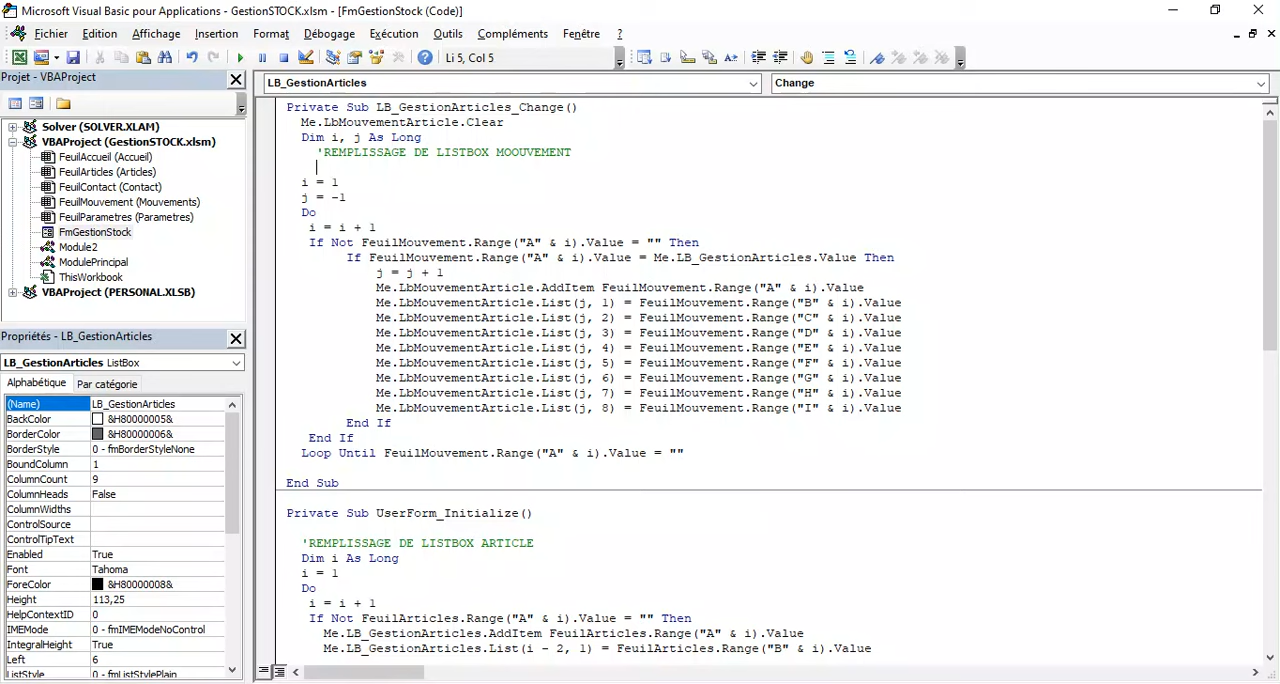 Microsoft Visual Basic pour Applications - GestionSTOCK.xlsm - [FmGestionStock (Code)]
Fichier Edition Affichage Insertion Format Débogage Exécution Outils Compléments Fenêtre ?
Li 5, Col 5
Projet - VBAProject
Solver (SOLVER.XLAM)
VBAProject (GestionSTOCK.xlsm)
FeuilAccueil (Accueil)
FeuilArticles (Articles)
FeuilContact (Contact)
FeuilMouvement (Mouvements)
FeuilParametres (Parametres)
FmGestionStock
Module2
ModulePrincipal
ThisWorkbook
VBAProject (PERSONAL.XLSB)
Propriétés - LB_GestionArticles
LB_GestionArticles ListBox
Alphabétique Par catégorie
(Name) LB_GestionArticles
BackColor &H80000005&
BorderColor &H80000006&
BorderStyle 0 - fmBorderStyleNone
BoundColumn 1
ColumnCount 9
ColumnHeads False
ColumnWidths
ControlSource
ControlTipText
Enabled True
Font Tahoma
ForeColor &H80000008&
Height 113,25
HelpContextID 0
IMEMode 0 - fmIMEModeNoControl
IntegralHeight True
Left 6
ListStyle 0 - fmListStylePlain
LB_GestionArticles Change
Private Sub LB_GestionArticles_Change()
Me.LbMouvementArticle.Clear
Dim i, j As Long
'REMPLISSAGE DE LISTBOX MOOUVEMENT
i = 1
j = -1
Do
i = i + 1
If Not FeuilMouvement.Range("A" & i).Value = "" Then
If FeuilMouvement.Range("A" & i).Value = Me.LB_GestionArticles.Value Then
j = j + 1
Me.LbMouvementArticle.AddItem FeuilMouvement.Range("A" & i).Value
Me.LbMouvementArticle.List(j, 1) = FeuilMouvement.Range("B" & i).Value
Me.LbMouvementArticle.List(j, 2) = FeuilMouvement.Range("C" & i).Value
Me.LbMouvementArticle.List(j, 3) = FeuilMouvement.Range("D" & i).Value
Me.LbMouvementArticle.List(j, 4) = FeuilMouvement.Range("E" & i).Value
Me.LbMouvementArticle.List(j, 5) = FeuilMouvement.Range("F" & i).Value
Me.LbMouvementArticle.List(j, 6) = FeuilMouvement.Range("G" & i).Value
Me.LbMouvementArticle.List(j, 7) = FeuilMouvement.Range("H" & i).Value
Me.LbMouvementArticle.List(j, 8) = FeuilMouvement.Range("I" & i).Value
End If
End If
Loop Until FeuilMouvement.Range("A" & i).Value = ""
End Sub
Private Sub UserForm_Initialize()
'REMPLISSAGE DE LISTBOX ARTICLE
Dim i As Long
i = 1
Do
i = i + 1
If Not FeuilArticles.Range("A" & i).Value = "" Then
Me.LB_GestionArticles.AddItem FeuilArticles.Range("A" & i).Value
Me.LB_GestionArticles.List(i - 2, 1) = FeuilArticles.Range("B" & i).Value